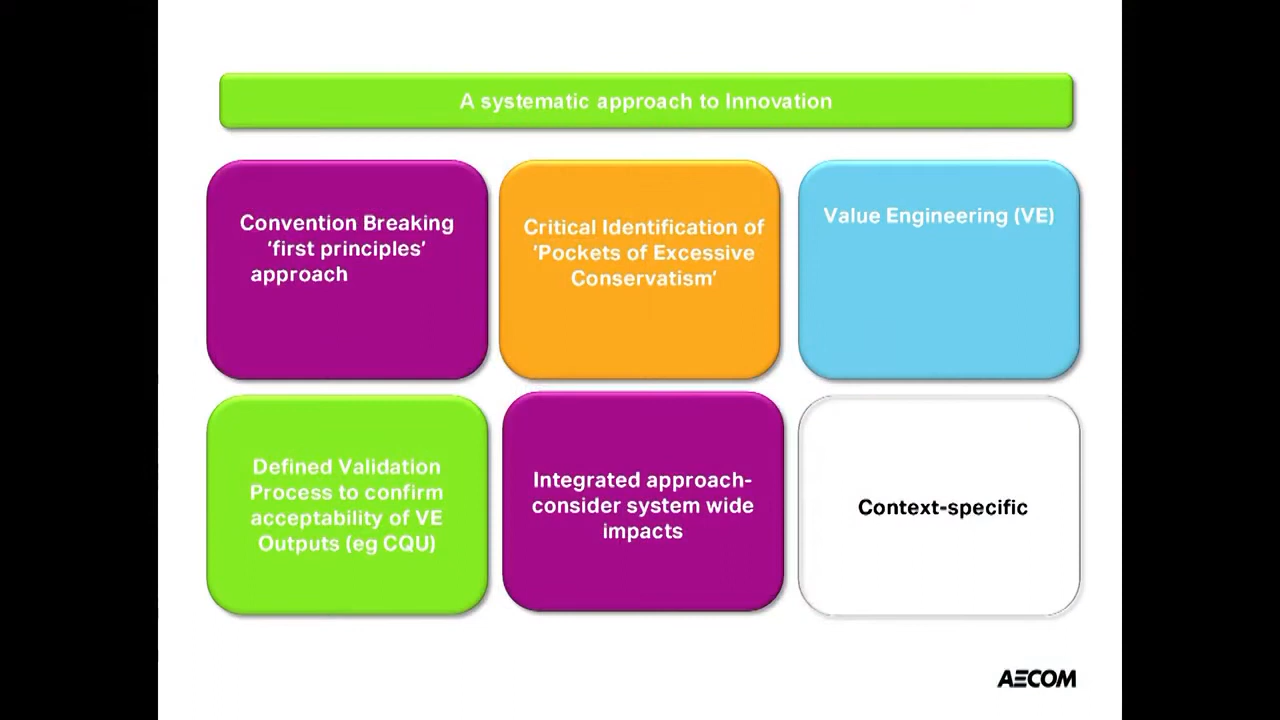 A systematic approach to Innovation
Convention Breaking
‘first principles’
approach
Critical Identification of
‘Pockets of Excessive
Conservatism’
Value Engineering (VE)
Defined Validation
Process to confirm
acceptability of VE
Outputs (eg CQU)
Integrated approach-
consider system wide
impacts
Context-specific
AECOM